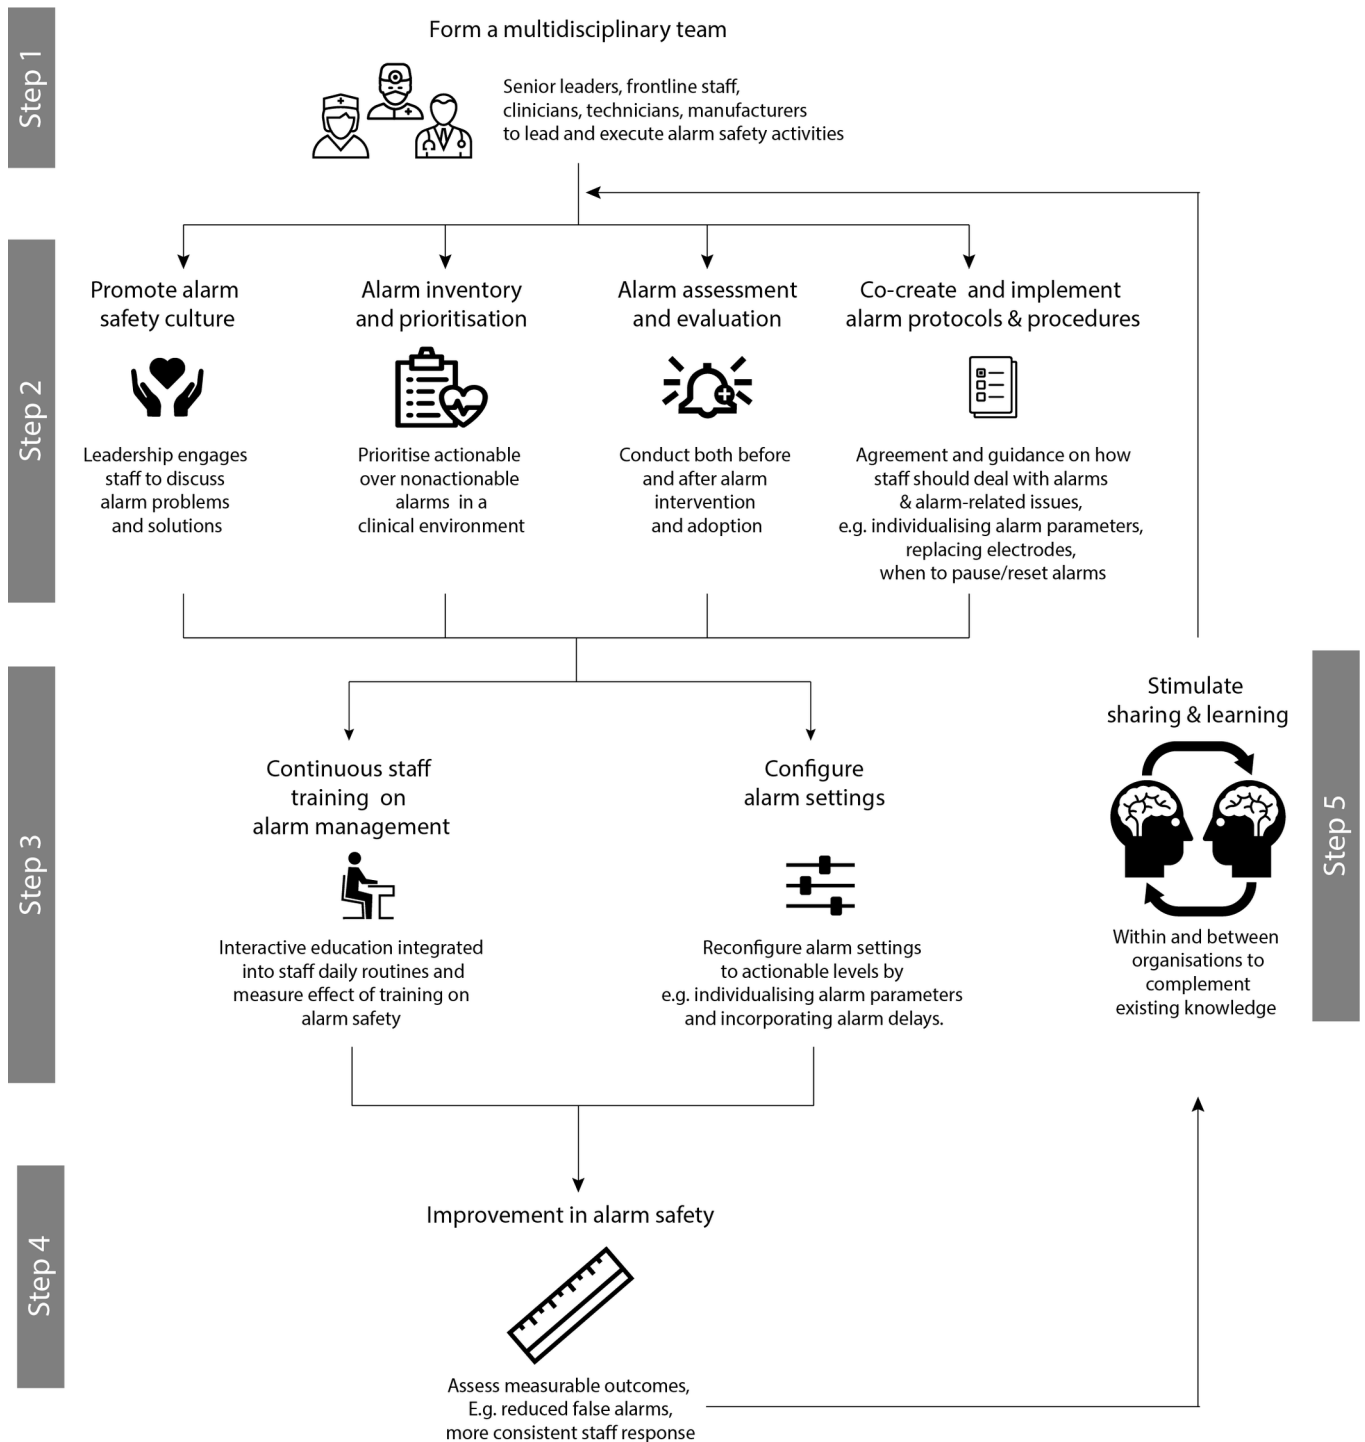 Step 1
Form a multidisciplinary team
Senior leaders, frontline staff,
clinicians, technicians, manufacturers
to lead and execute alarm safety activities
Step 2
Promote alarm
safety culture
Leadership engages
staff to discuss
alarm problems
and solutions
Alarm inventory
and prioritisation
Prioritise actionable
over nonactionable
alarms in a
clinical environment
Alarm assessment
and evaluation
Conduct both before
and after alarm
intervention
and adoption
Co-create and implement
alarm protocols & procedures
Agreement and guidance on how
staff should deal with alarms
& alarm-related issues,
e.g. individualising alarm parameters,
replacing electrodes,
when to pause/reset alarms
Step 3
Continuous staff
training on
alarm management
Interactive education integrated
into staff daily routines and
measure effect of training on
alarm safety
Configure
alarm settings
Reconfigure alarm settings
to actionable levels by
e.g. individualising alarm parameters
and incorporating alarm delays.
Step 4
Improvement in alarm safety
Assess measurable outcomes,
E.g. reduced false alarms,
more consistent staff response
Step 5
Stimulate
sharing & learning
Within and between
organisations to
complement
existing knowledge